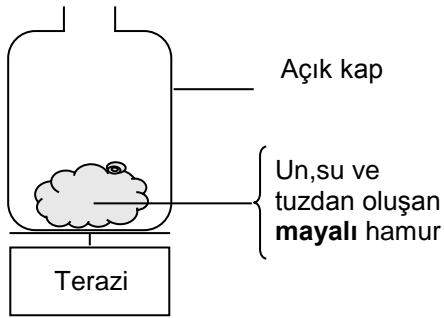 Açık kap
Un,su ve
tuzdan oluşan
mayalı hamur
Terazi